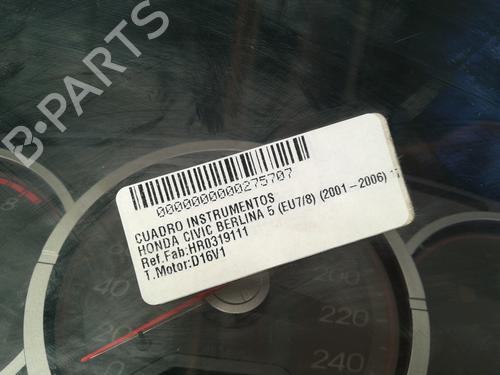 B-PARTS
0000000000275707
CUADRO INSTRUMENTOS
HONDA CIVIC BERLINA 5 (EU7/8) (2001-2006)
Ref.Fab:HR0319111
T.Motor:D16V1
8
220
240